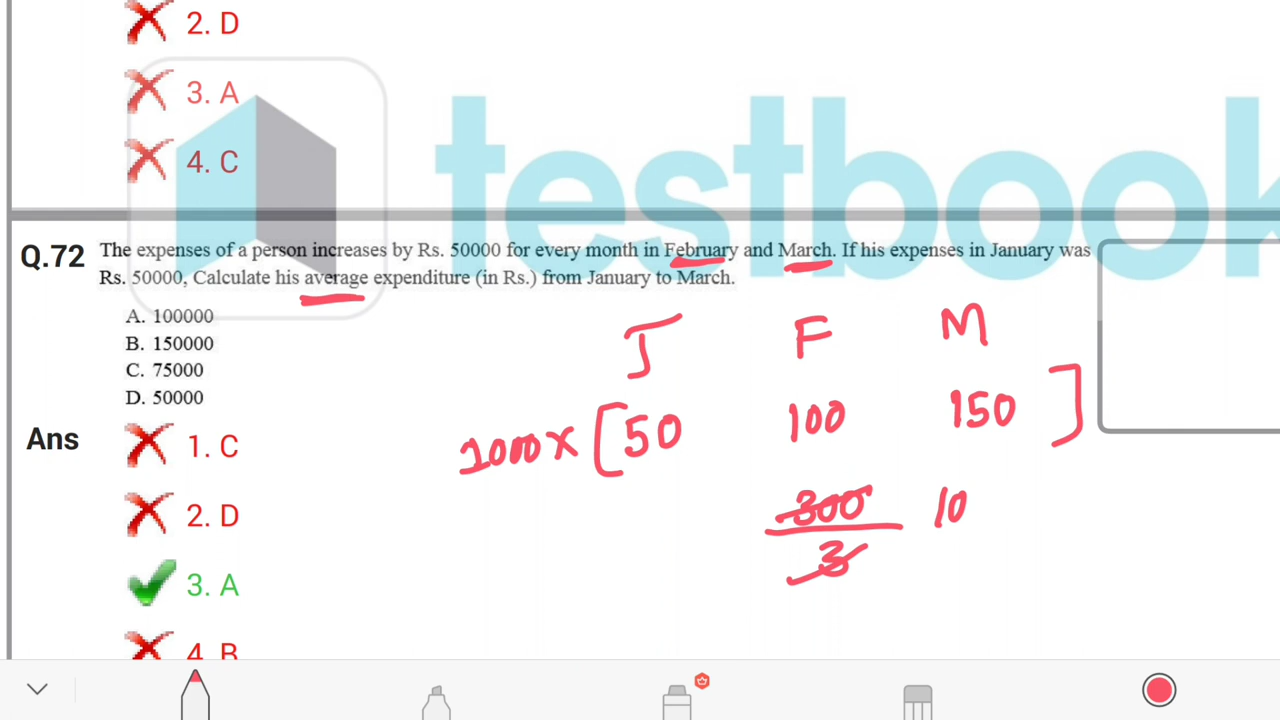 2. D
3. A
4. C
testbook
Q.72 The expenses of a person increases by Rs. 50000 for every month in February and March. If his expenses in January was
Rs. 50000, Calculate his average expenditure (in Rs.) from January to March.
A. 100000
B. 150000
C. 75000
D. 50000
J F M
1000 x [50 100 150]
300 10
3
Ans 1. C
2. D
3. A
4. B